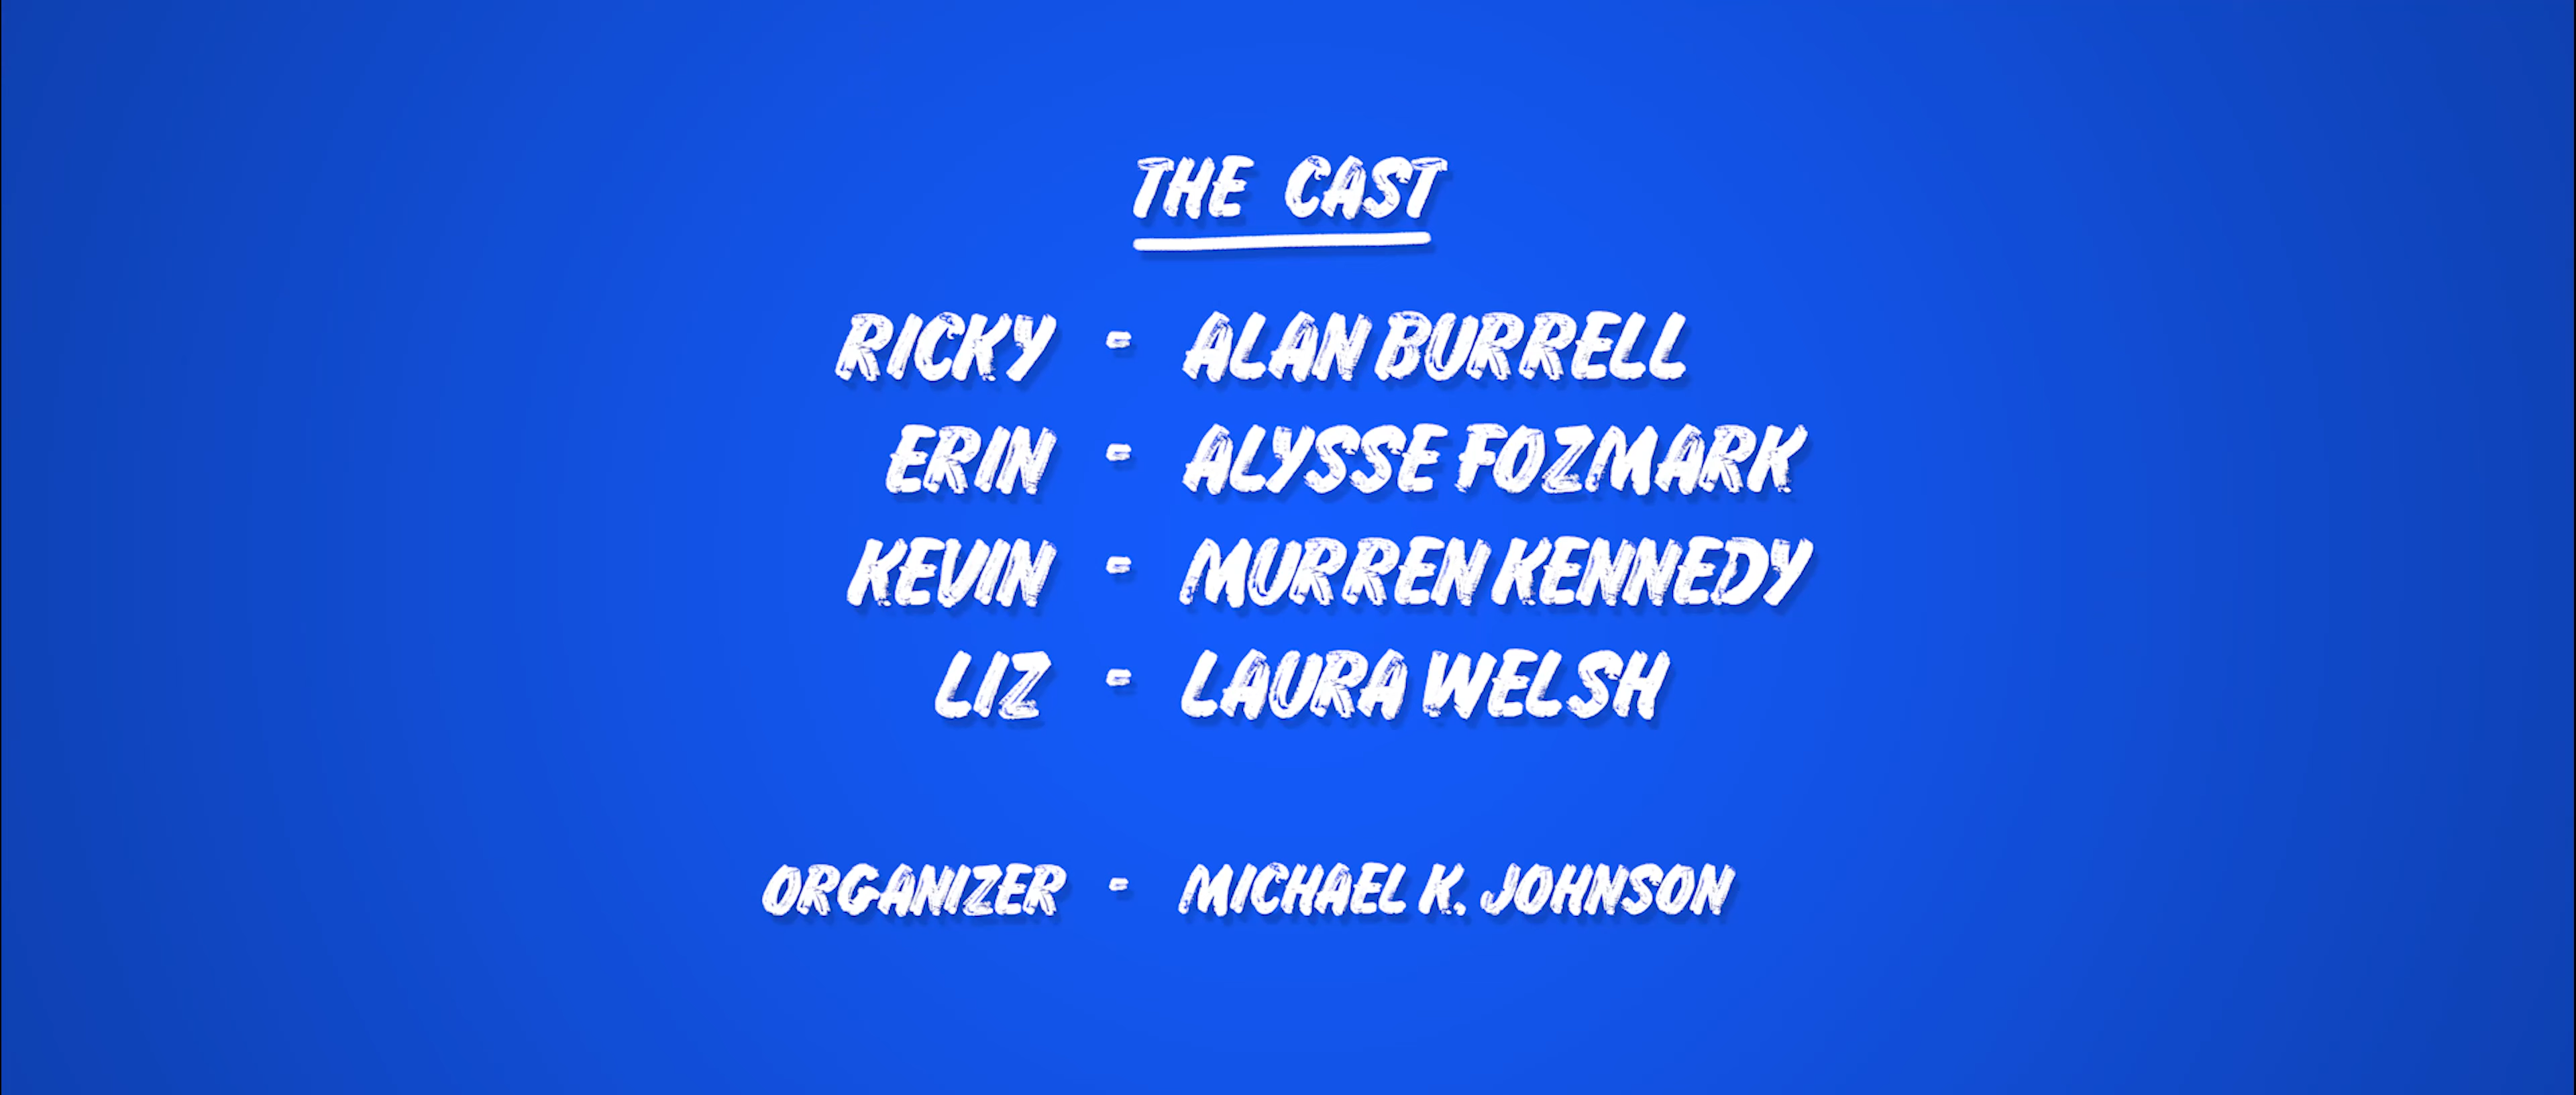 THE CAST
RICKY - ALAN BURRELL
ERIN - ALYSSE FOZMARK
KEVIN - MURREN KENNEDY
LIZ - LAURA WELSH
ORGANIZER - MICHAEL K. JOHNSON